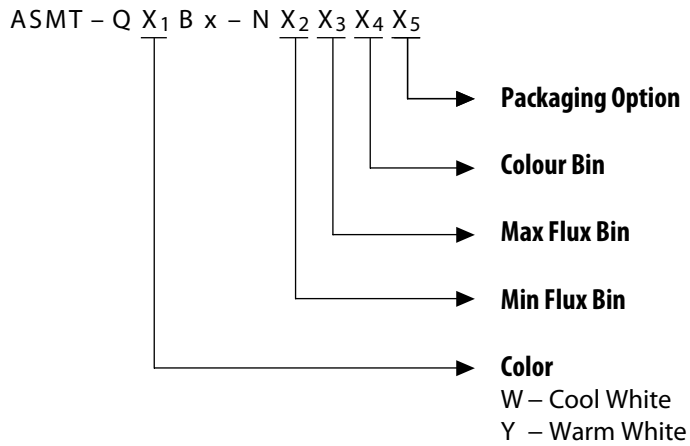 ASMT – Q X1 B x – N X2 X3 X4 X5
Packaging Option
Colour Bin
Max Flux Bin
Min Flux Bin
Color
W – Cool White
Y – Warm White